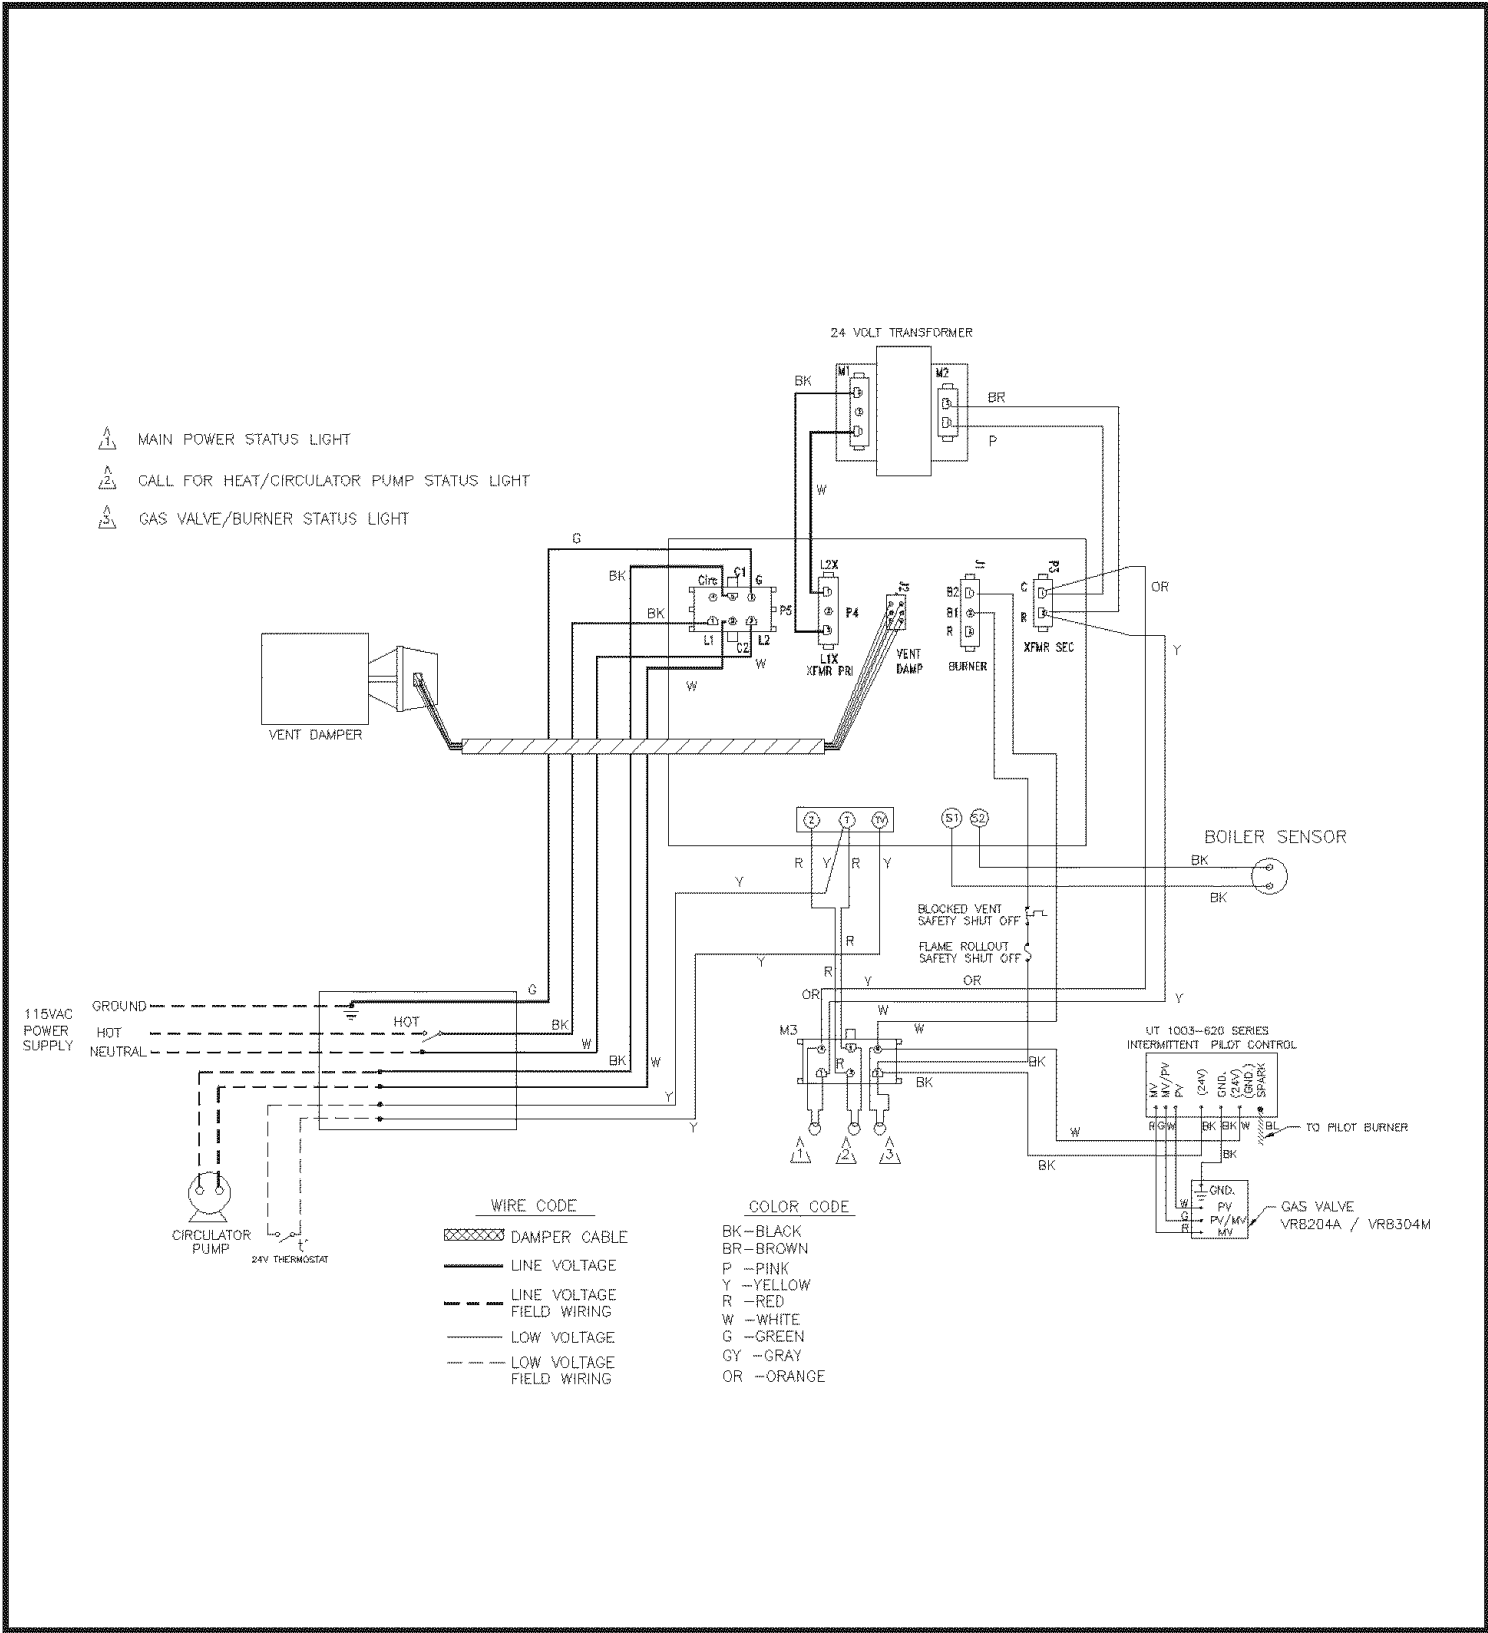 24 VOLT TRANSFORMER
M1
M2
BK
BR
P
W
1 MAIN POWER STATUS LIGHT
2 CALL FOR HEAT/CIRCULATOR PUMP STATUS LIGHT
3 GAS VALVE/BURNER STATUS LIGHT
G
BK
BK
Circ
C1
G
P5
L1
C2
L2
W
W
L2X
P4
L1X
XFMR PRI
J2
VENT
DAMP
J1
B2
B1
R
BURNER
P3
C
R
XFMR SEC
OR
Y
VENT DAMPER
Z
T
TV
S1
S2
R
Y
R
Y
BOILER SENSOR
BK
BK
Y
Y
BLOCKED VENT
SAFETY SHUT OFF
FLAME ROLLOUT
SAFETY SHUT OFF
R
R
Y
OR
OR
Y
W
W
G
115VAC
POWER
SUPPLY
GROUND
HOT
NEUTRAL
HOT
BK
W
BK
W
Y
Y
M3
R
BK
BK
UT 1003-620 SERIES
INTERMITTENT PILOT CONTROL
MV
MV/PV
PV
(24V)
GND.
(24V)
(GND.)
SPARK
R
G
W
BK
BK
W
BL
TO PILOT BURNER
W
BK
BK
1
2
3
GND.
W
PV
G
PV/MV
R
MV
GAS VALVE
VR8204A / VR8304M
CIRCULATOR
PUMP
24V THERMOSTAT
WIRE CODE
DAMPER CABLE
LINE VOLTAGE
LINE VOLTAGE
FIELD WIRING
LOW VOLTAGE
LOW VOLTAGE
FIELD WIRING
COLOR CODE
BK-BLACK
BR-BROWN
P -PINK
Y -YELLOW
R -RED
W -WHITE
G -GREEN
GY -GRAY
OR -ORANGE